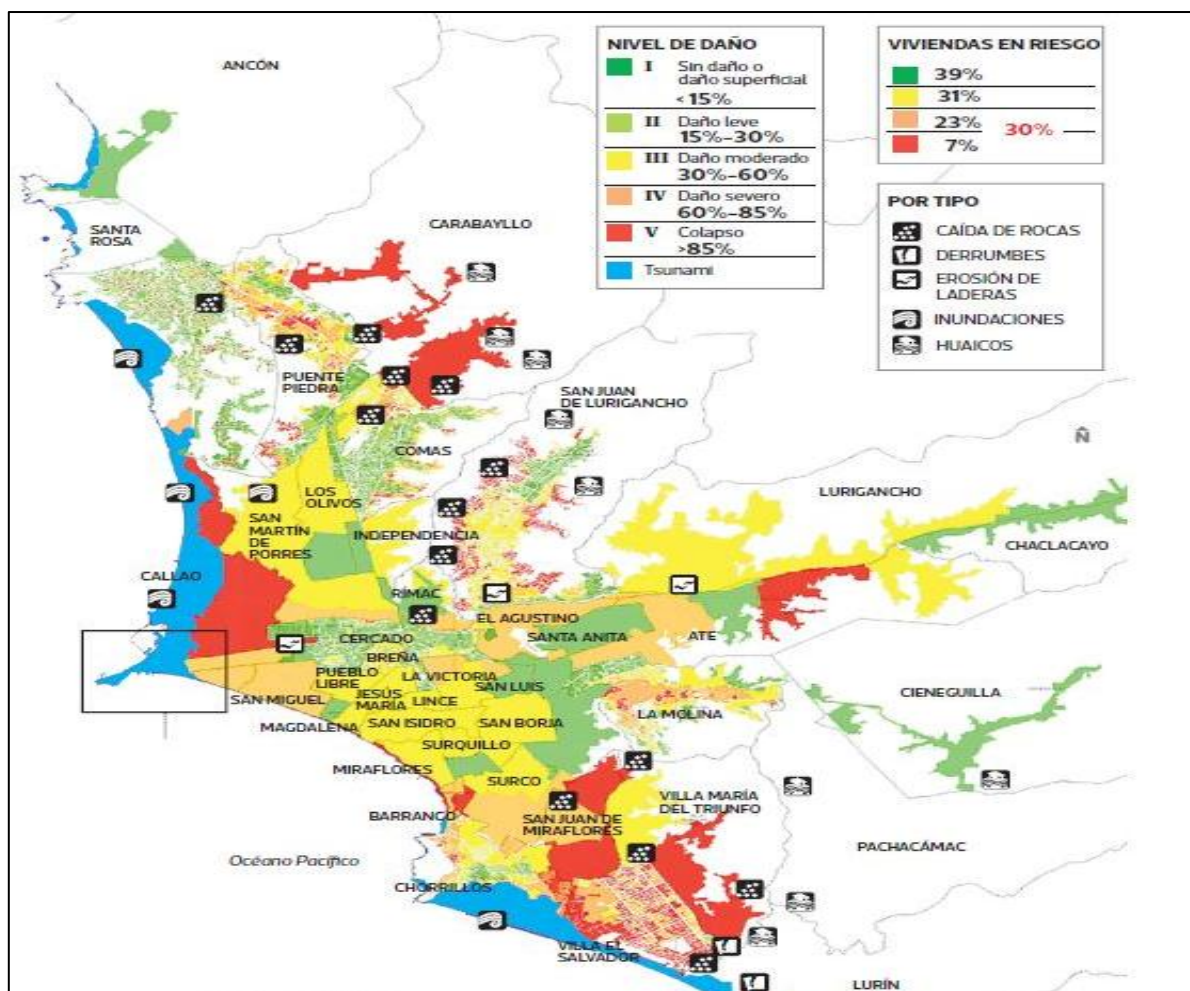 ANCÓN
SANTA
ROSA
CARABAYLLO
NIVEL DE DAÑO
I Sin daño o
daño superficial
<15%
II Daño leve
15%-30%
III Daño moderado
30%-60%
IV Daño severo
60%-85%
V Colapso
>85%
Tsunami
VIVIENDAS EN RIESGO
39%
31%
23%
30%
7%
POR TIPO
CAÍDA DE ROCAS
DERRUMBES
EROSIÓN DE
LADERAS
INUNDACIONES
HUAICOS
PUENTE
PIEDRA
SAN JUAN
DE LURIGANCHO
N
COMAS
LOS
OLIVOS
LURIGANCHO
SAN
MARTÍN
DE
PORRES
INDEPENDENCIA
CHACLACAYO
CALLAO
RÍMAC
EL AGUSTINO
CERCADO
SANTA ANITA
ATE
BREÑA
PUEBLO
LIBRE
LA VICTORIA
SAN LUIS
CIENEGUILLA
SAN MIGUEL
JESÚS
MARÍA
LINCE
LA MOLINA
MAGDALENA
SAN ISIDRO
SAN BORJA
SURQUILLO
MIRAFLORES
SURCO
VILLA MARÍA
DEL TRIUNFO
BARRANCO
SAN JUAN DE
MIRAFLORES
PACHACÁMAC
Océano Pacífico
CHORRILLOS
VILLA EL
SALVADOR
LURÍN